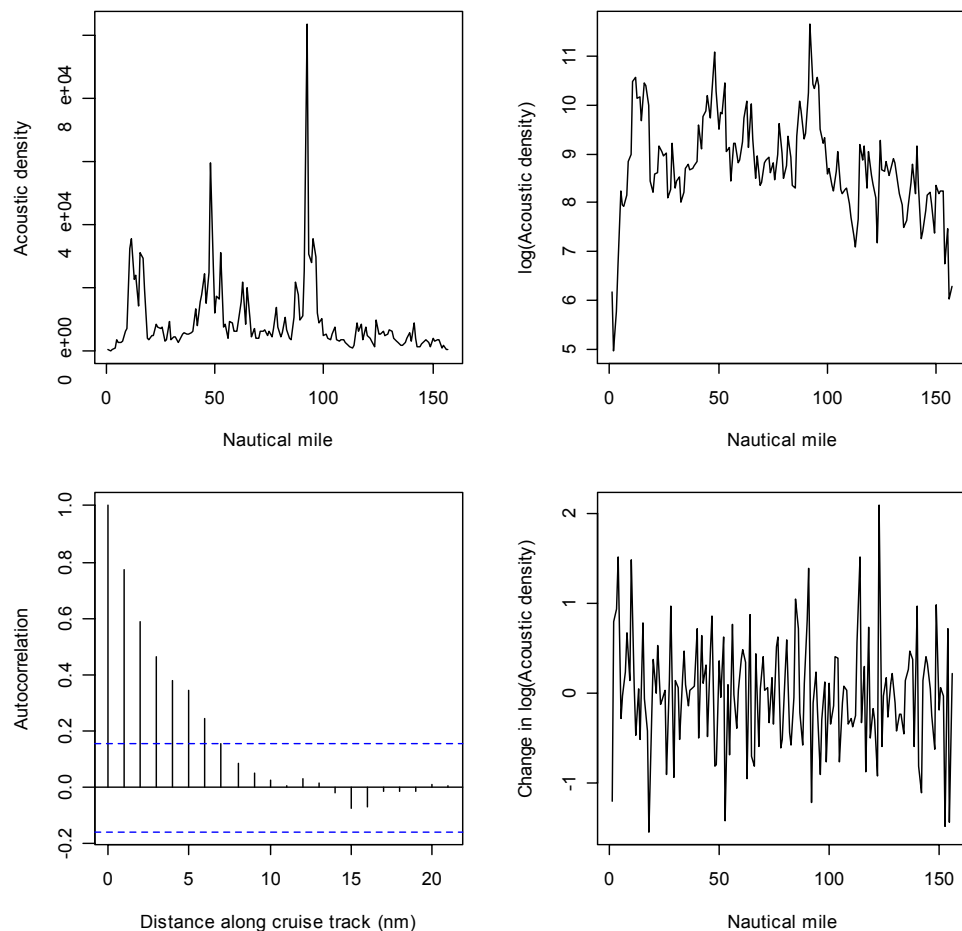 Acoustic density
0 e+00 4 e+04 8 e+04
0 50 100 150
Nautical mile
log(Acoustic density)
5 6 7 8 9 10 11
0 50 100 150
Nautical mile
Autocorrelation
-0.2 0.0 0.2 0.4 0.6 0.8 1.0
0 5 10 15 20
Distance along cruise track (nm)
Change in log(Acoustic density)
-1 0 1 2
0 50 100 150
Nautical mile